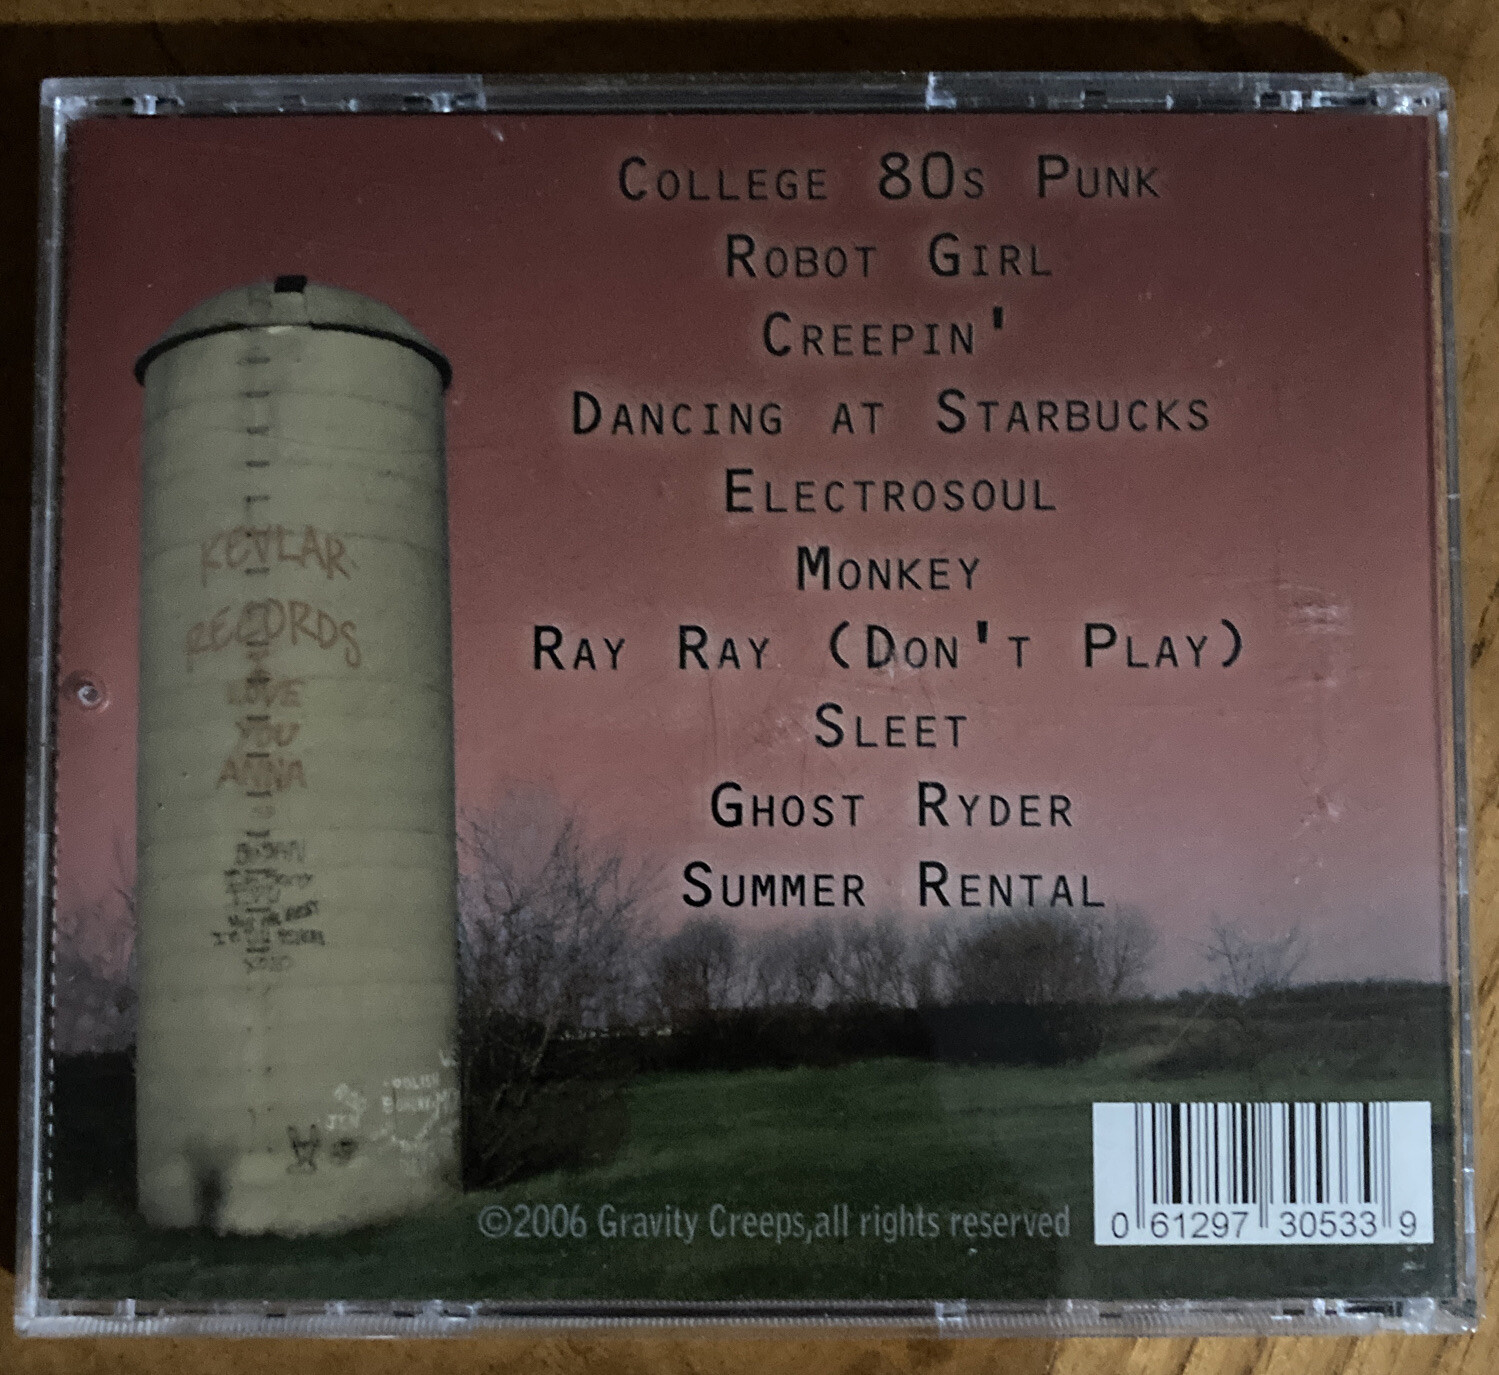 College 80s Punk
Robot Girl
Creepin'
Dancing at Starbucks
Electrosoul
Monkey
Ray Ray (Don't Play)
Sleet
Ghost Ryder
Summer Rental
KEVLAR
RECORDS
LOVE
YOU
ANNA
POLISH
©2006 Gravity Creeps,all rights reserved
0 61297 30533 9